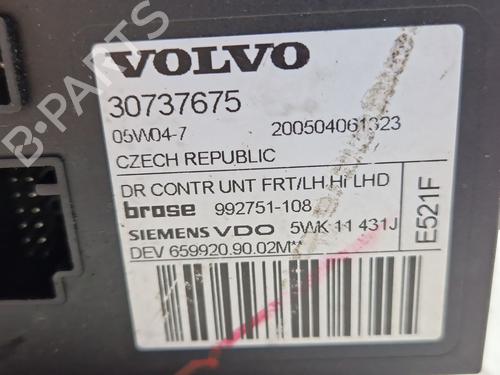 VOLVO
30737675
05W04-7 200504061323
CZECH REPUBLIC
DR CONTR UNT FRT/LH Hi LHD
brose 992751-108
SIEMENS VDO 5WK 11 431J
DEV 659920.90.02M**
E521F
B-PARTS